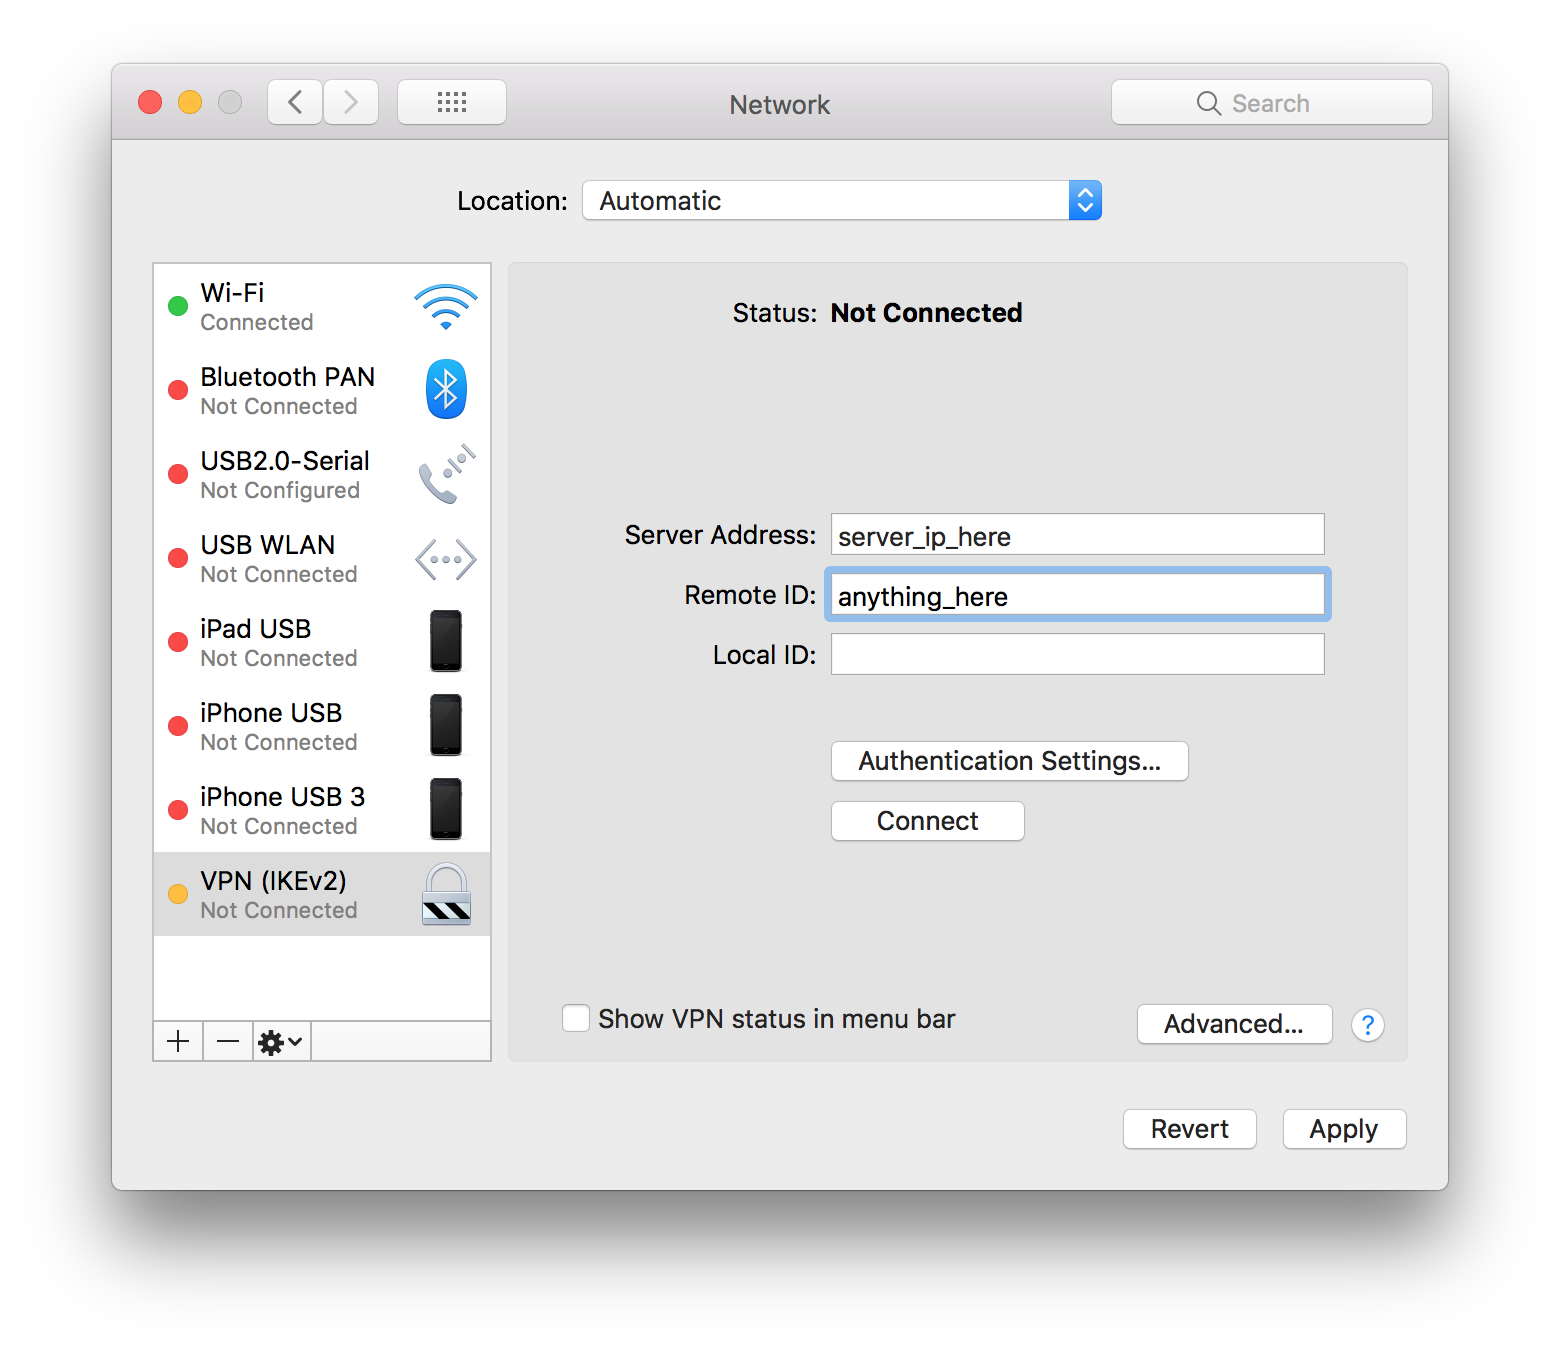 Network
Search
Location: Automatic
Wi-Fi
Connected
Bluetooth PAN
Not Connected
USB2.0-Serial
Not Configured
USB WLAN
Not Connected
iPad USB
Not Connected
iPhone USB
Not Connected
iPhone USB 3
Not Connected
VPN (IKEv2)
Not Connected
Status: Not Connected
Server Address: server_ip_here
Remote ID: anything_here
Local ID:
Authentication Settings...
Connect
Show VPN status in menu bar
Advanced...
?
Revert
Apply